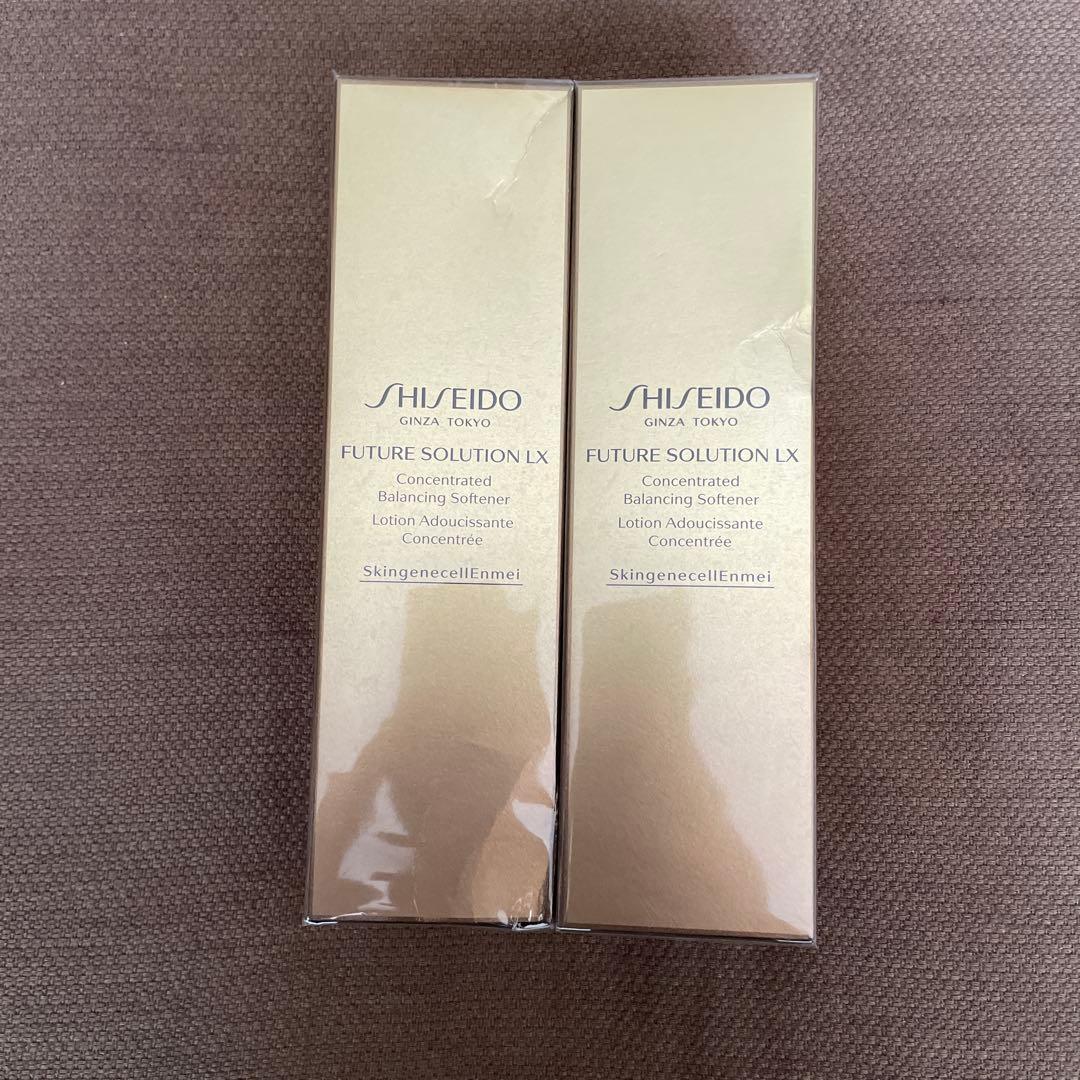 SHISEIDO
GINZA TOKYO
FUTURE SOLUTION LX
Concentrated
Balancing Softener
Lotion Adoucissante
Concentrée
SkingenecellEnmei
SHISEIDO
GINZA TOKYO
FUTURE SOLUTION LX
Concentrated
Balancing Softener
Lotion Adoucissante
Concentrée
SkingenecellEnmei